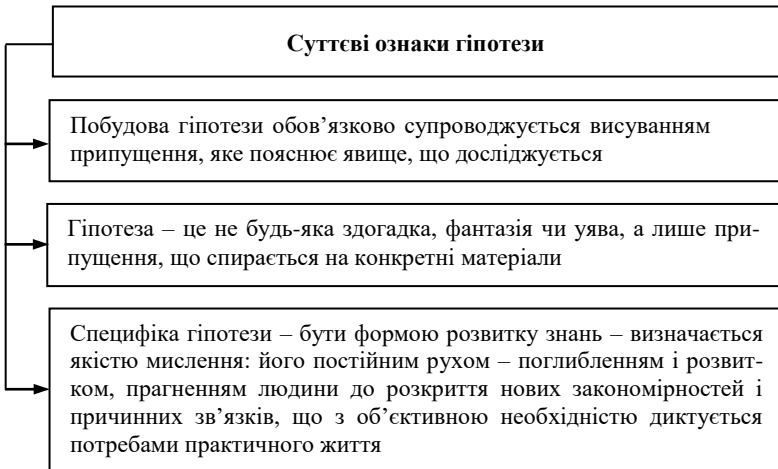 Суттєві ознаки гіпотези
Побудова гіпотези обов’язково супроводжується висуванням
припущення, яке пояснює явище, що досліджується
Гіпотеза – це не будь-яка здогадка, фантазія чи уява, а лише при-
пущення, що спирається на конкретні матеріали
Специфіка гіпотези – бути формою розвитку знань – визначається
якістю мислення: його постійним рухом – поглибленням і розвит-
ком, прагненням людини до розкриття нових закономірностей і
причинних зв’язків, що з об’єктивною необхідністю диктується
потребами практичного життя